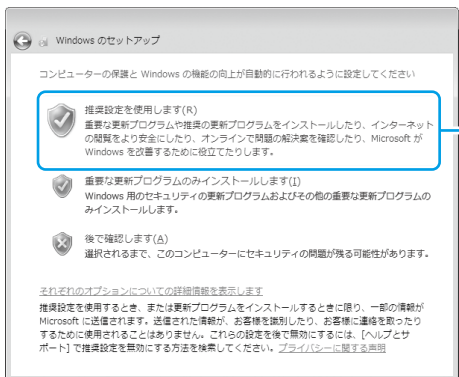 Windows のセットアップ
コンピューターの保護と Windows の機能の向上が自動的に行われるように設定してください
推奨設定を使用します(R)
重要な更新プログラムや推奨の更新プログラムをインストールしたり、インターネット
の閲覧をより安全にしたり、オンラインで問題の解決案を確認したり、Microsoft が
Windows を改善するために役立てたりします。
重要な更新プログラムのみインストールします(I)
Windows 用のセキュリティの更新プログラムおよびその他の重要な更新プログラムの
みインストールします。
後で確認します(A)
選択されるまで、このコンピューターにセキュリティの問題が残る可能性があります。
それぞれのオプションについての詳細情報を表示します
推奨設定を使用するとき、または更新プログラムをインストールするときに限り、一部の情報が
Microsoft に送信されます。送信された情報が、お客様を識別したり、お客様に連絡を取ったり
するために使用されることはありません。これらの設定を後で無効にするには、[ヘルプとサ
ポート] で推奨設定を無効にする方法を検索してください。プライバシーに関する声明